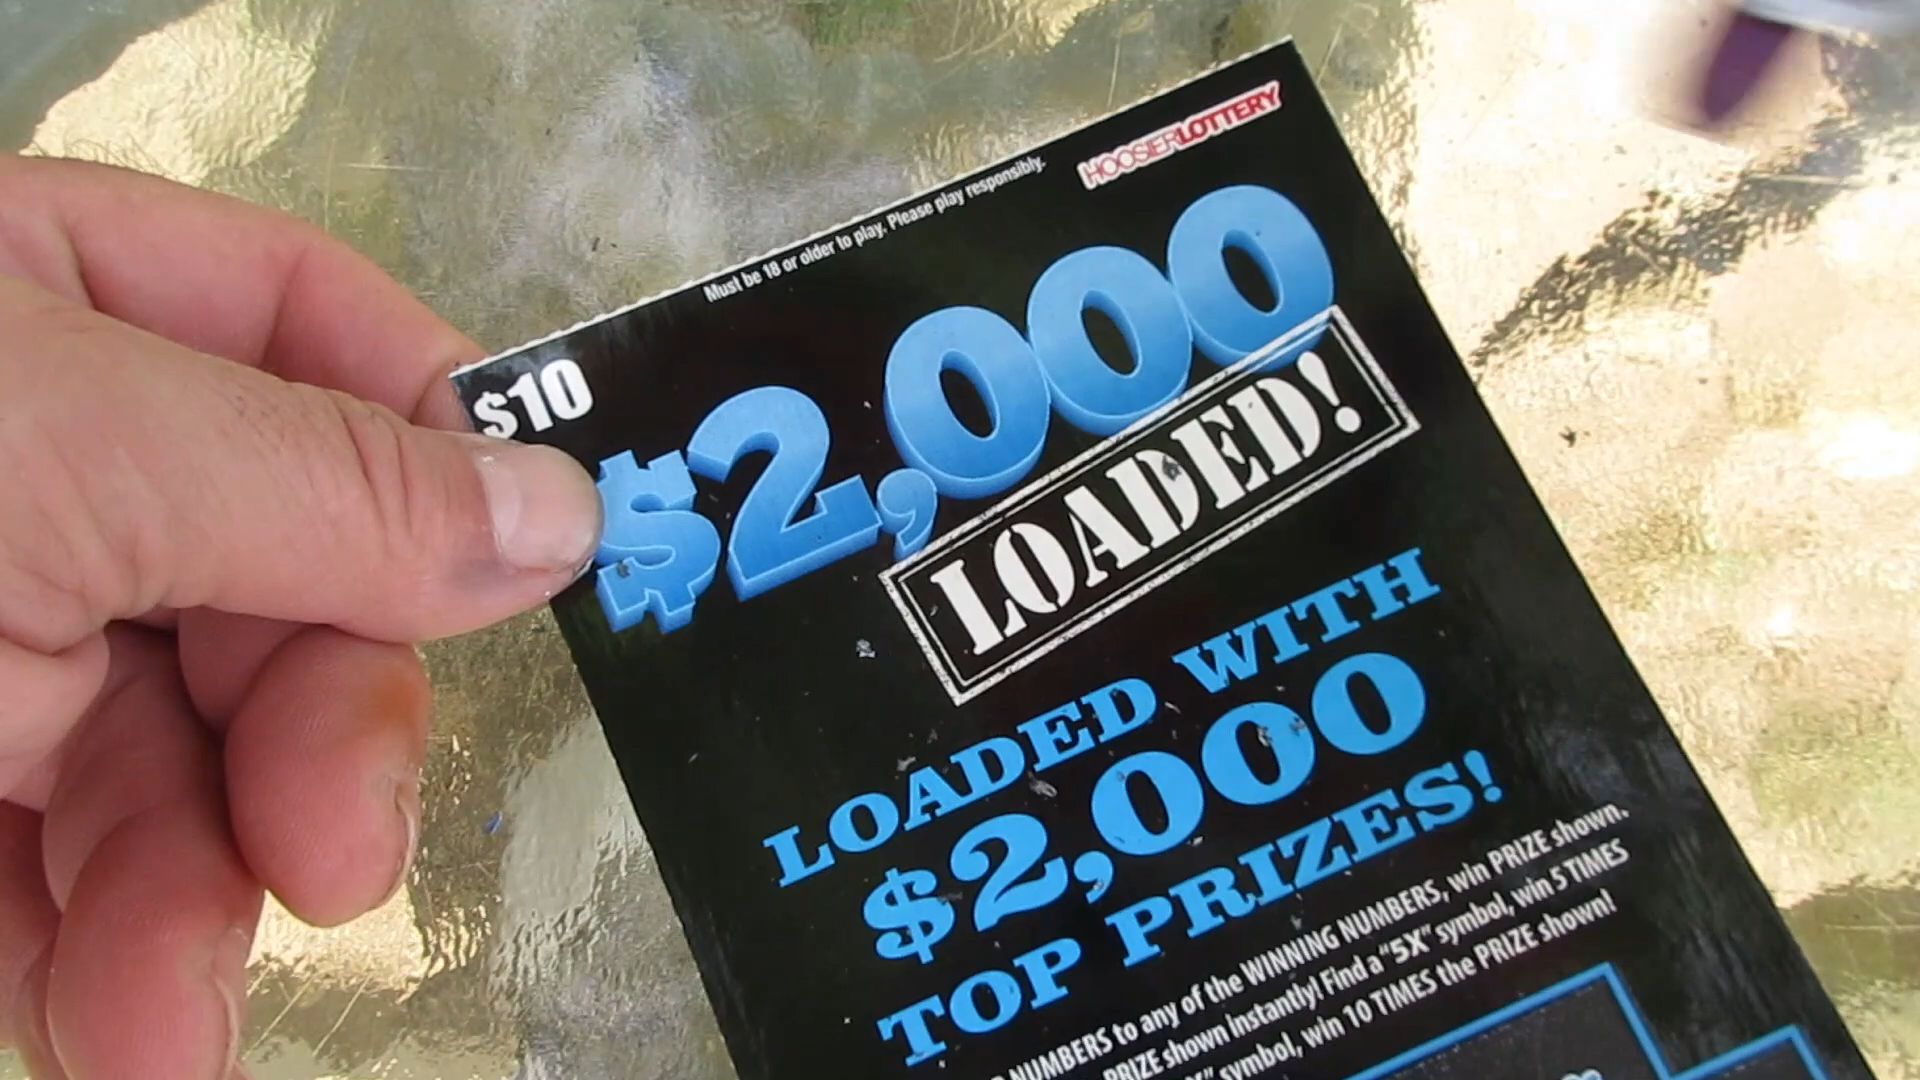 HOOSIERLOTTERY
Must be 18 or older to play. Please play responsibly.
$10
$2,000
LOADED!
LOADED WITH
$2,000
TOP PRIZES!
NUMBERS to any of the WINNING NUMBERS, win PRIZE shown.
PRIZE shown instantly! Find a "5X" symbol, win 5 TIMES
symbol, win 10 TIMES the PRIZE shown!